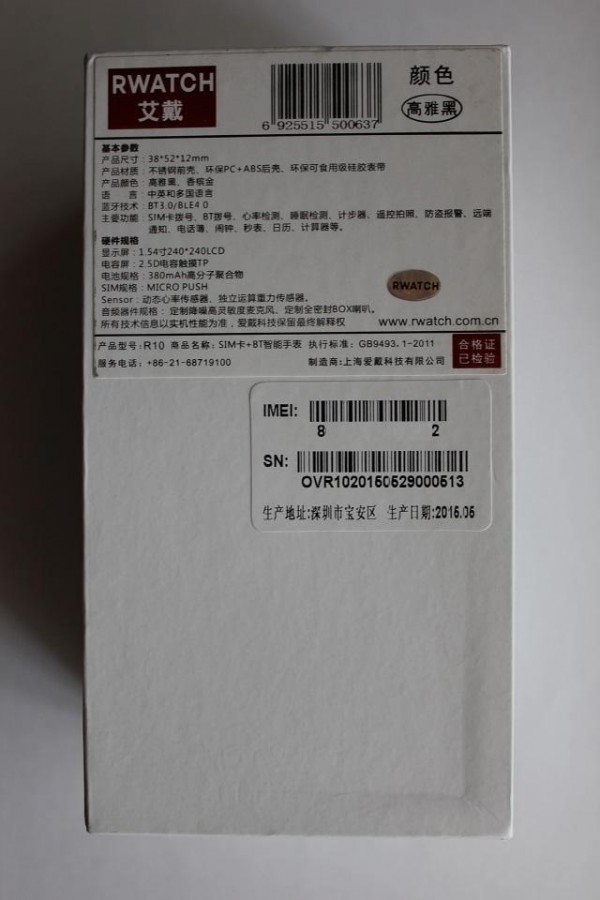 RWATCH
艾戴
6 925515 500637
颜色
高雅黑
基本参数
产品尺寸：38*52*12mm
产品材质：不锈钢前壳、环保PC+ABS后壳、环保可食用级硅胶表带
产品颜色：高雅黑、香槟金
语 言：中英和多国语言
蓝牙技术：BT3.0/BLE4 0
主要功能：SIM卡拨号、BT拨号、心率检测、睡眠检测、计步器、遥控拍照、防盗报警、远端
通知、电话薄、闹钟、秒表、日历、计算器等。
硬件规格
显示屏：1.54寸240*240LCD
电容屏：2.5D电容触膜TP
电池规格：380mAh高分子聚合物
SIM规格：MICRO PUSH
Sensor：动态心率传感器、独立运算重力传感器。
音频器件规格：定制降噪高灵敏度麦克风、定制全密封BOX喇叭。
所有技术信息以实机性能为准，爱戴科技保留最终解释权
RWATCH
www.rwatch.com.cn
产品型号：R10 商品名称：SIM卡+BT智能手表 执行标准：GB9493.1-2011
服务电话：+86-21-68719100 制造商：上海爱戴科技有限公司
合格证
已检验
IMEI:
8 2
SN:
OVR1020150529000513
生产地址:深圳市宝安区 生产日期:2015.05